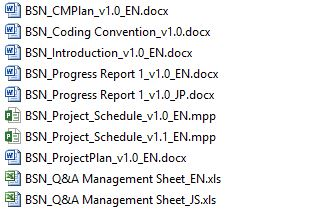 BSN_CMPlan_v1.0_EN.docx
BSN_Coding Convention_v1.0.docx
BSN_Introduction_v1.0_EN.docx
BSN_Progress Report 1_v1.0_EN.docx
BSN_Progress Report 1_v1.0_JP.docx
BSN_Project_Schedule_v1.0_EN.mpp
BSN_Project_Schedule_v1.1_EN.mpp
BSN_ProjectPlan_v1.0_EN.docx
BSN_Q&A Management Sheet_EN.xls
BSN_Q&A Management Sheet_JS.xls